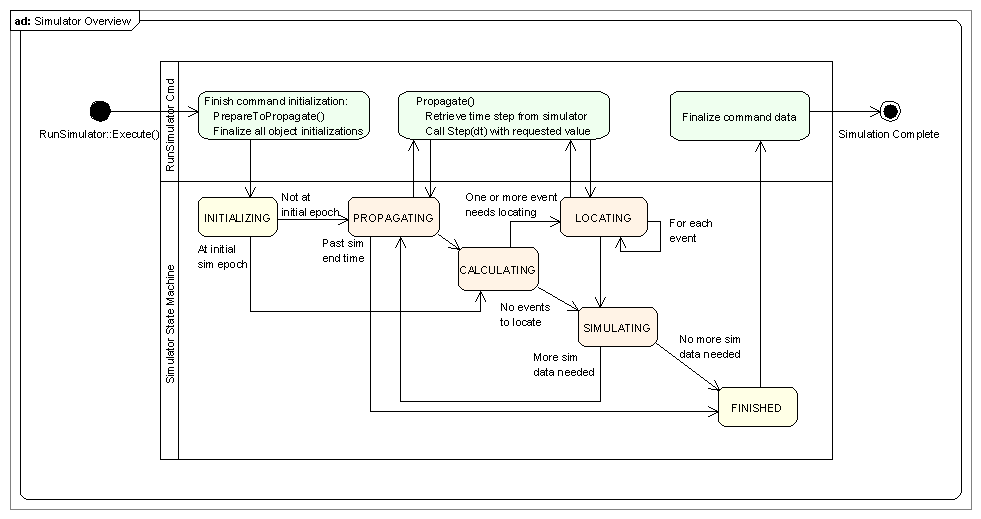 ad: Simulator Overview
RunSimulator Cmd
Finish command initialization:
PrepareToPropagate()
Finalize all object initializations
Propagate()
Retrieve time step from simulator
Call Step(dt) with requested value
Finalize command data
RunSimulator::Execute()
Simulation Complete
Simulator State Machine
INITIALIZING
Not at
initial epoch
PROPAGATING
One or more event
needs locating
LOCATING
For each
event
At initial
sim epoch
Past sim
end time
CALCULATING
No events
to locate
SIMULATING
More sim
data needed
No more sim
data needed
FINISHED